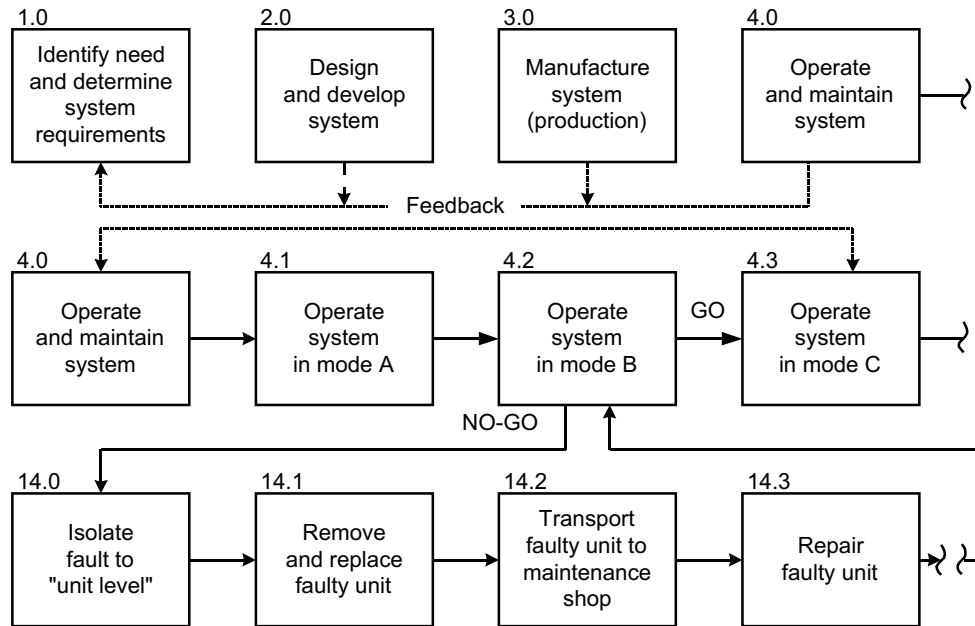 1.0
Identify need
and determine
system
requirements
2.0
Design
and develop
system
3.0
Manufacture
system
(production)
4.0
Operate
and maintain
system
Feedback
4.0
Operate
and maintain
system
4.1
Operate
system
in mode A
4.2
Operate
system
in mode B
GO
4.3
Operate
system
in mode C
NO-GO
14.0
Isolate
fault to
"unit level"
14.1
Remove
and replace
faulty unit
14.2
Transport
faulty unit to
maintenance
shop
14.3
Repair
faulty unit